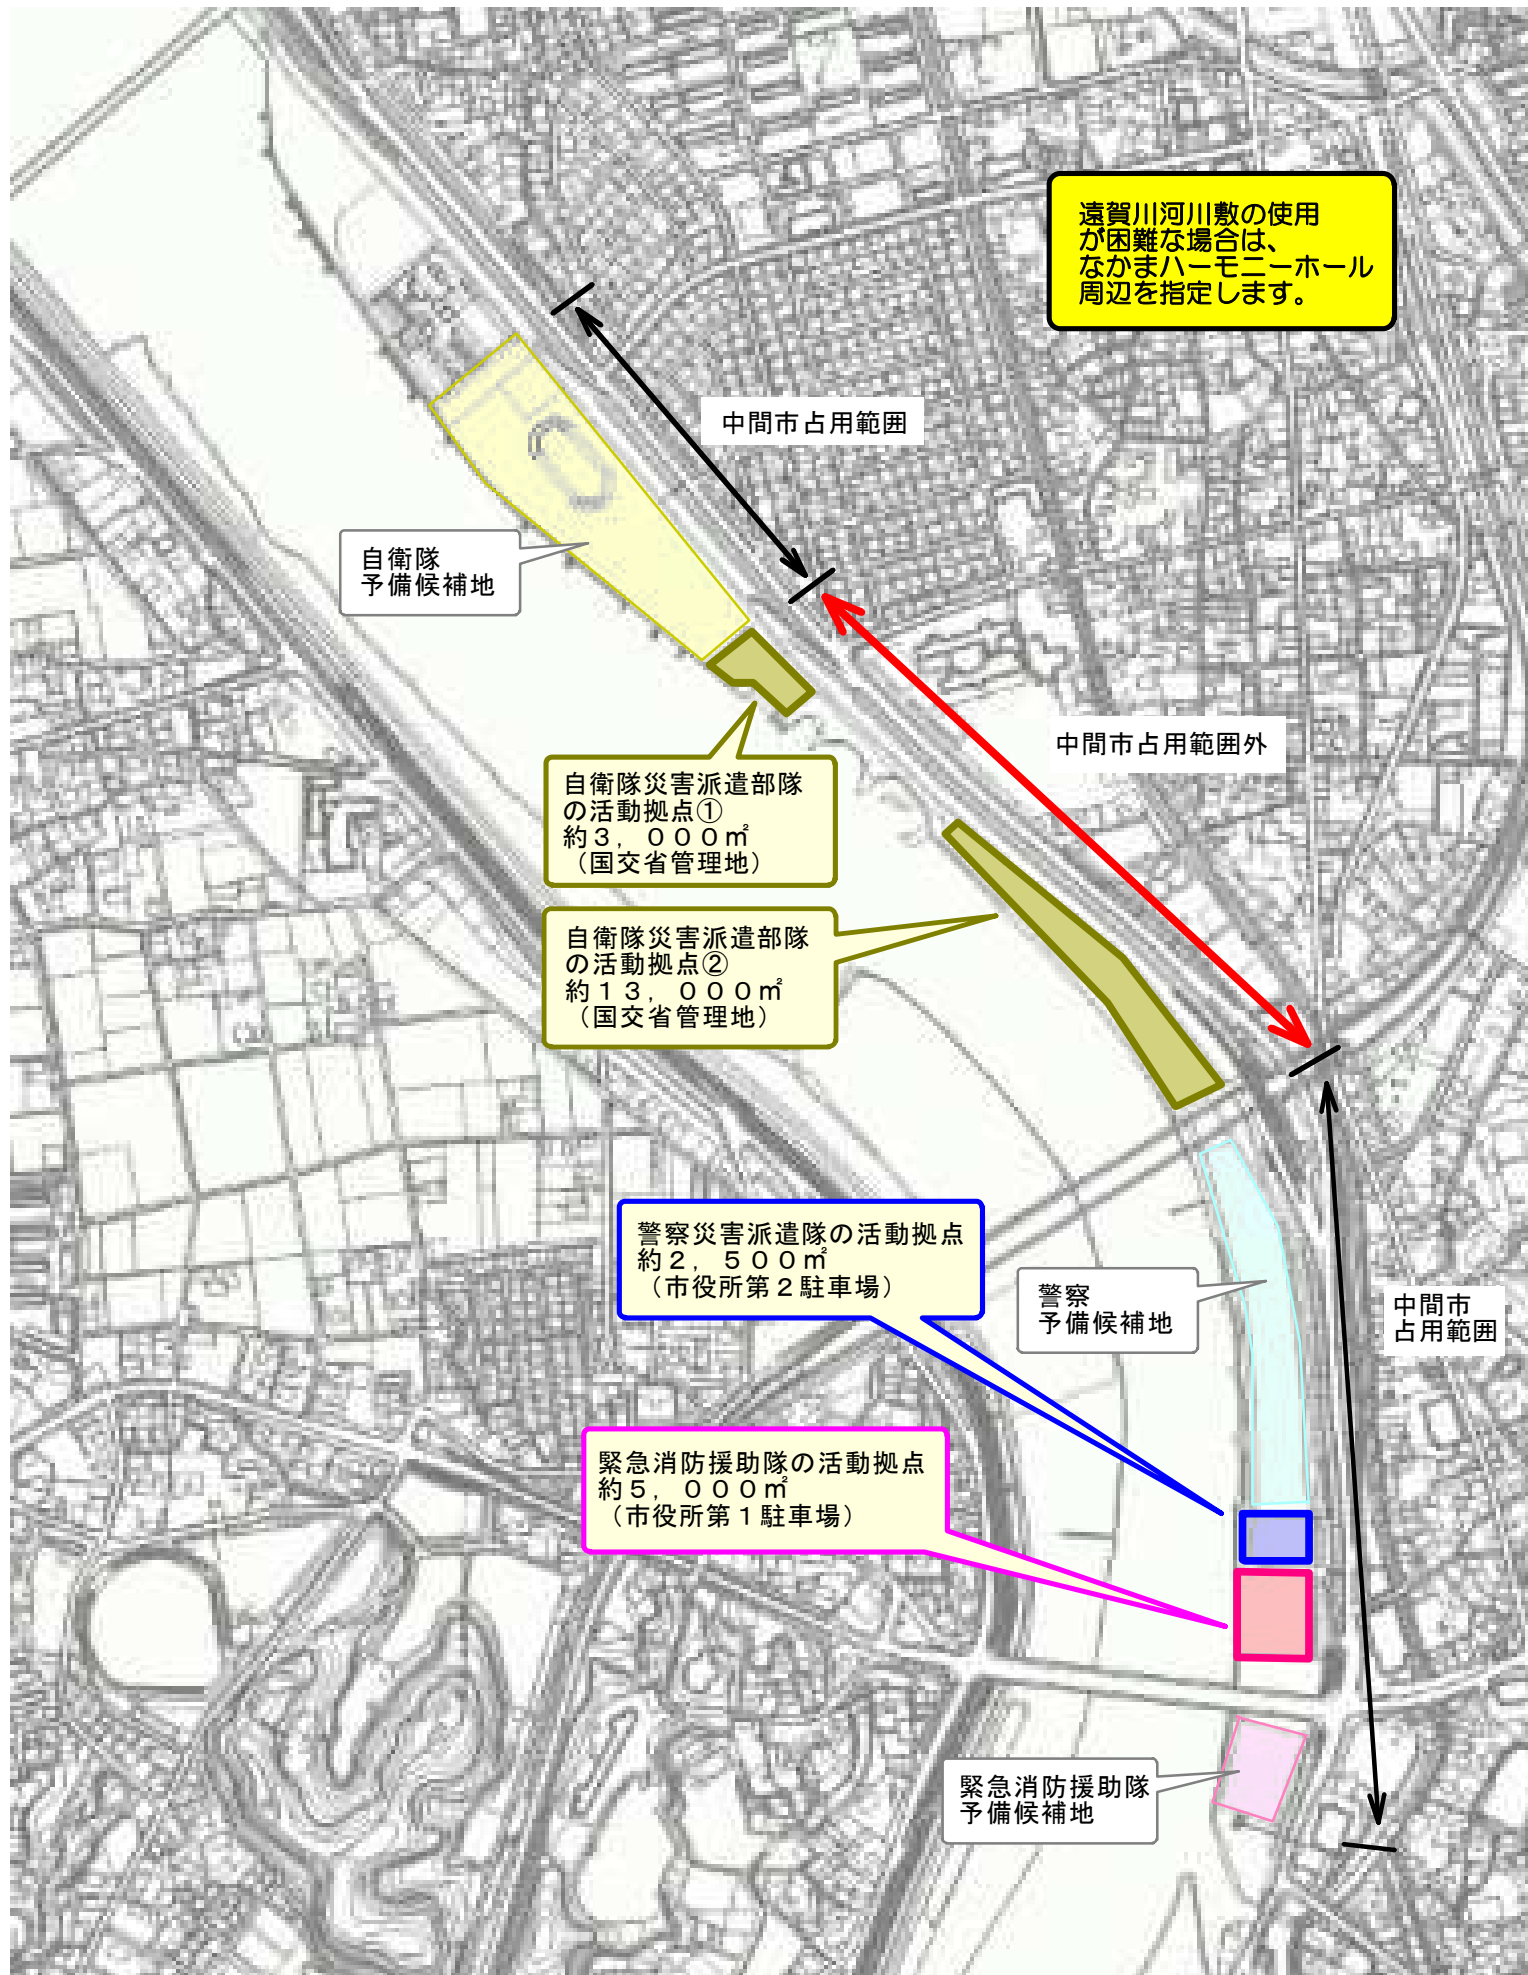 遠賀川河川敷の使用
が困難な場合は、
なかまハーモニーホール
周辺を指定します。
中間市占用範囲
自衛隊
予備候補地
中間市占用範囲外
自衛隊災害派遣部隊
の活動拠点①
約３，０００㎡
（国交省管理地）
自衛隊災害派遣部隊
の活動拠点②
約１３，０００㎡
（国交省管理地）
警察災害派遣隊の活動拠点
約２，５００㎡
（市役所第２駐車場）
警察
予備候補地
中間市
占用範囲
緊急消防援助隊の活動拠点
約５，０００㎡
（市役所第１駐車場）
緊急消防援助隊
予備候補地